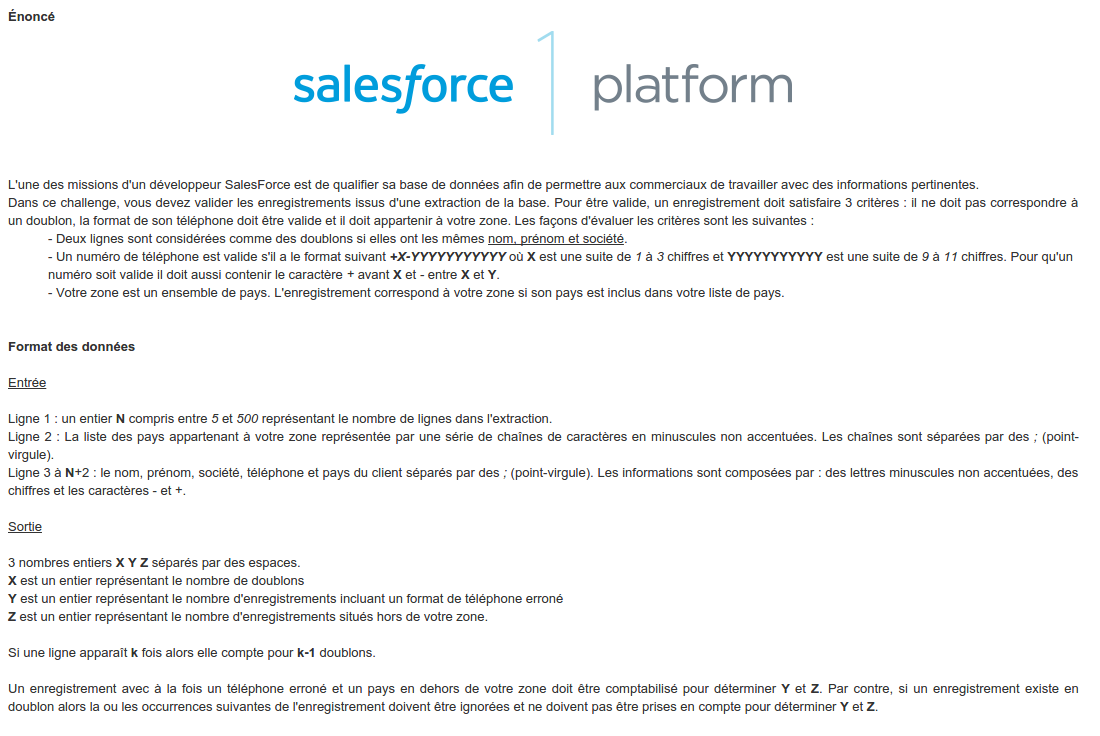 Énoncé
salesforce 1 platform
L'une des missions d'un développeur SalesForce est de qualifier sa base de données afin de permettre aux commerciaux de travailler avec des informations pertinentes.
Dans ce challenge, vous devez valider les enregistrements issus d'une extraction de la base. Pour être valide, un enregistrement doit satisfaire 3 critères : il ne doit pas correspondre à
un doublon, la format de son téléphone doit être valide et il doit appartenir à votre zone. Les façons d'évaluer les critères sont les suivantes :
- Deux lignes sont considérées comme des doublons si elles ont les mêmes nom, prénom et société.
- Un numéro de téléphone est valide s'il a le format suivant +X-YYYYYYYYYYY où X est une suite de 1 à 3 chiffres et YYYYYYYYYYY est une suite de 9 à 11 chiffres. Pour qu'un
numéro soit valide il doit aussi contenir le caractère + avant X et - entre X et Y.
- Votre zone est un ensemble de pays. L'enregistrement correspond à votre zone si son pays est inclus dans votre liste de pays.
Format des données
Entrée
Ligne 1 : un entier N compris entre 5 et 500 représentant le nombre de lignes dans l'extraction.
Ligne 2 : La liste des pays appartenant à votre zone représentée par une série de chaînes de caractères en minuscules non accentuées. Les chaînes sont séparées par des ; (point-
virgule).
Ligne 3 à N+2 : le nom, prénom, société, téléphone et pays du client séparés par des ; (point-virgule). Les informations sont composées par : des lettres minuscules non accentuées, des
chiffres et les caractères - et +.
Sortie
3 nombres entiers X Y Z séparés par des espaces.
X est un entier représentant le nombre de doublons
Y est un entier représentant le nombre d'enregistrements incluant un format de téléphone erroné
Z est un entier représentant le nombre d'enregistrements situés hors de votre zone.
Si une ligne apparaît k fois alors elle compte pour k-1 doublons.
Un enregistrement avec à la fois un téléphone erroné et un pays en dehors de votre zone doit être comptabilisé pour déterminer Y et Z. Par contre, si un enregistrement existe en
doublon alors la ou les occurrences suivantes de l'enregistrement doivent être ignorées et ne doivent pas être prises en compte pour déterminer Y et Z.